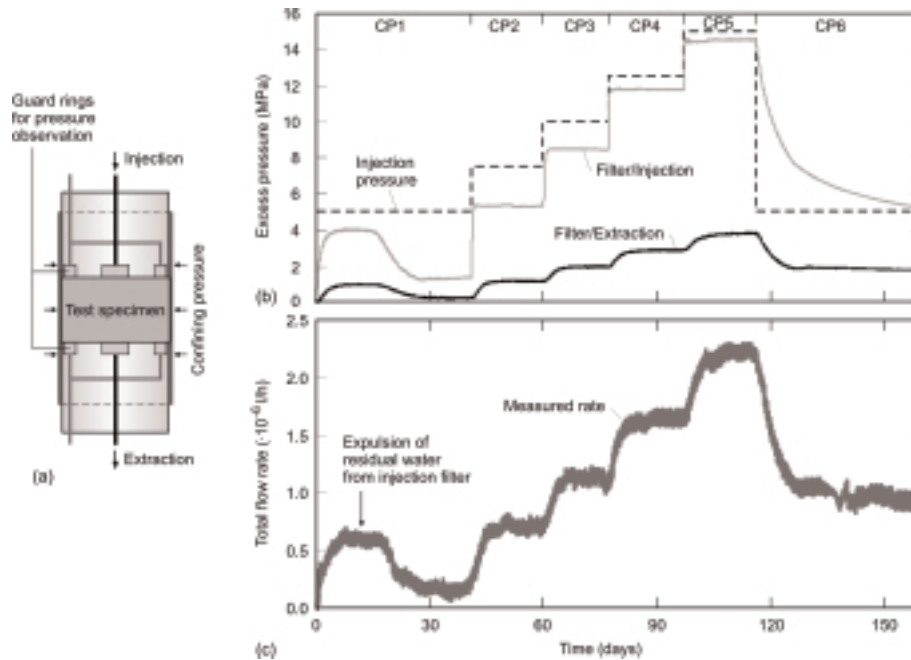 Guard rings
for pressure
observation
Injection
Test specimen
Confining pressure
Extraction
(a)
CP1
CP2
CP3
CP4
CP5
CP6
16
14
12
10
8
6
4
2
0
Excess pressure (MPa)
Injection
pressure
Filter/Injection
Filter/Extraction
(b)
2.5
2.0
1.5
1.0
0.5
0.0
Total flow rate (·10⁻⁶ l/h)
Measured rate
Expulsion of
residual water
from injection filter
0
30
60
90
120
150
Time (days)
(c)